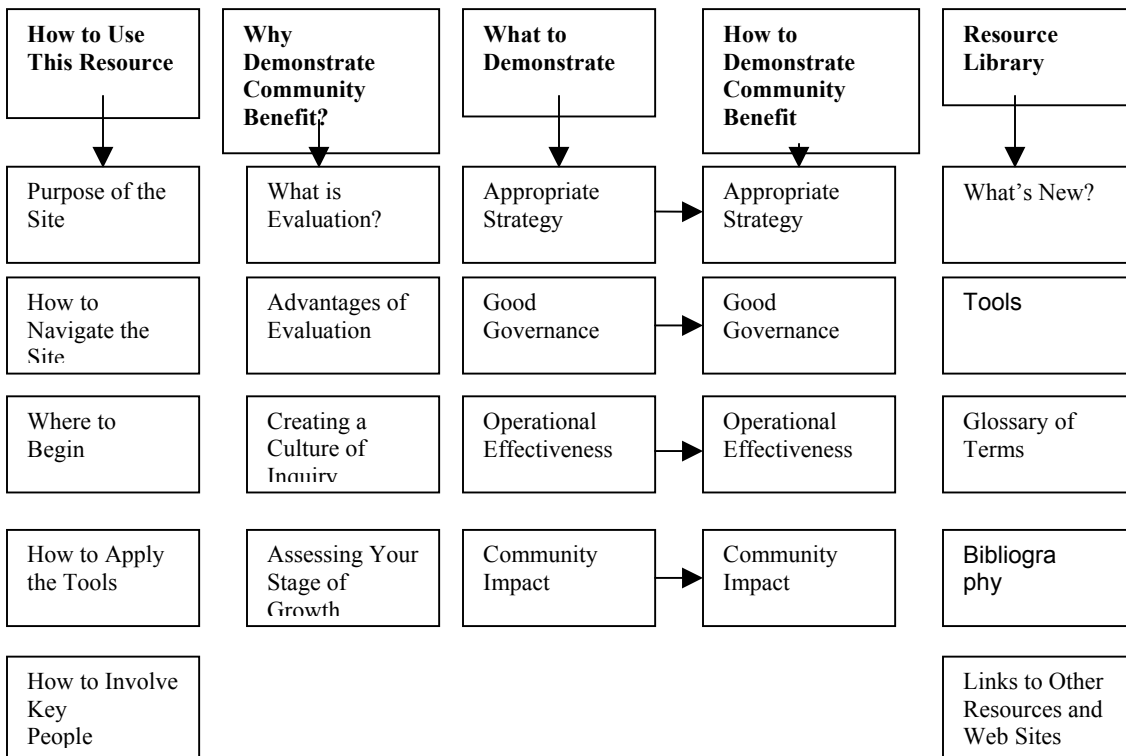 How to Use
This Resource
Why
Demonstrate
Community
Benefit?
What to
Demonstrate
How to
Demonstrate
Community
Benefit
Resource
Library
Purpose of the
Site
What is
Evaluation?
Appropriate
Strategy
Appropriate
Strategy
What's New?
How to
Navigate the
Site
Advantages of
Evaluation
Good
Governance
Good
Governance
Tools
Where to
Begin
Creating a
Culture of
Inquiry
Operational
Effectiveness
Operational
Effectiveness
Glossary of
Terms
How to Apply
the Tools
Assessing Your
Stage of
Growth
Community
Impact
Community
Impact
Bibliogra
phy
How to Involve
Key
People
Links to Other
Resources and
Web Sites